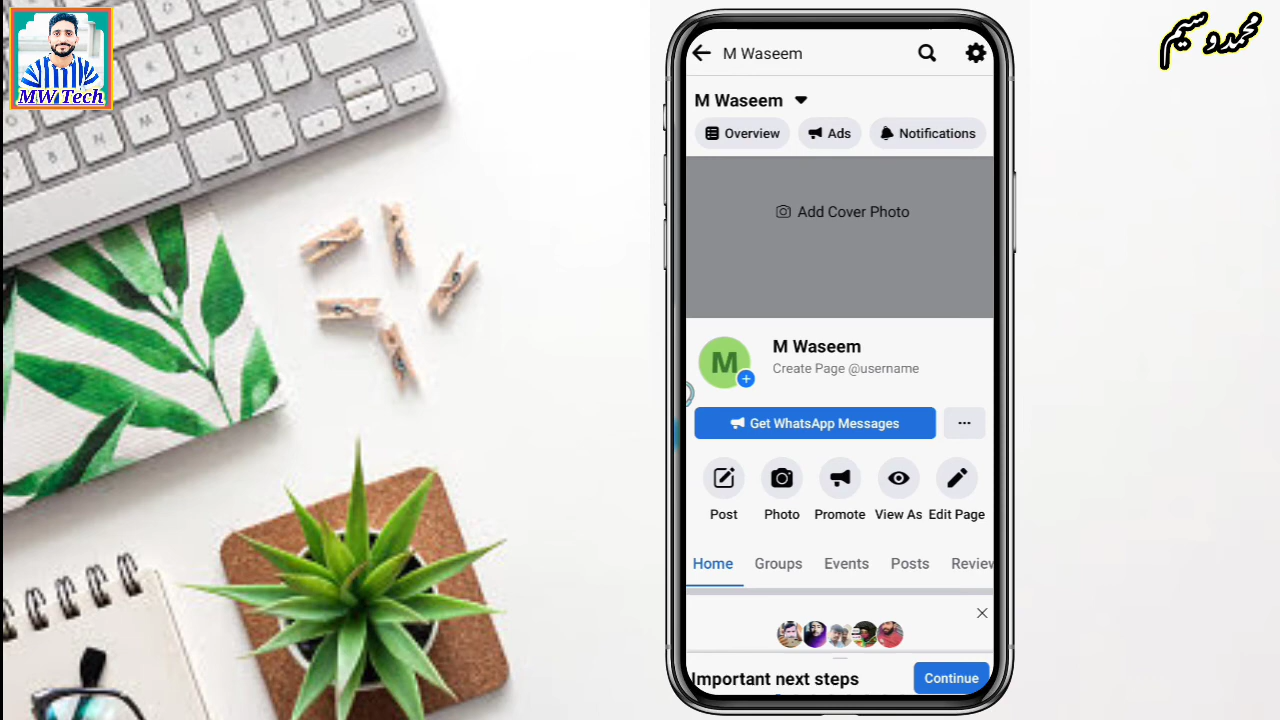 MW Tech
محمد وسیم
M Waseem
M Waseem
Overview
Ads
Notifications
Add Cover Photo
M
M Waseem
Create Page @username
Get WhatsApp Messages
Post
Photo
Promote
View As
Edit Page
Home
Groups
Events
Posts
Review
Important next steps
Continue